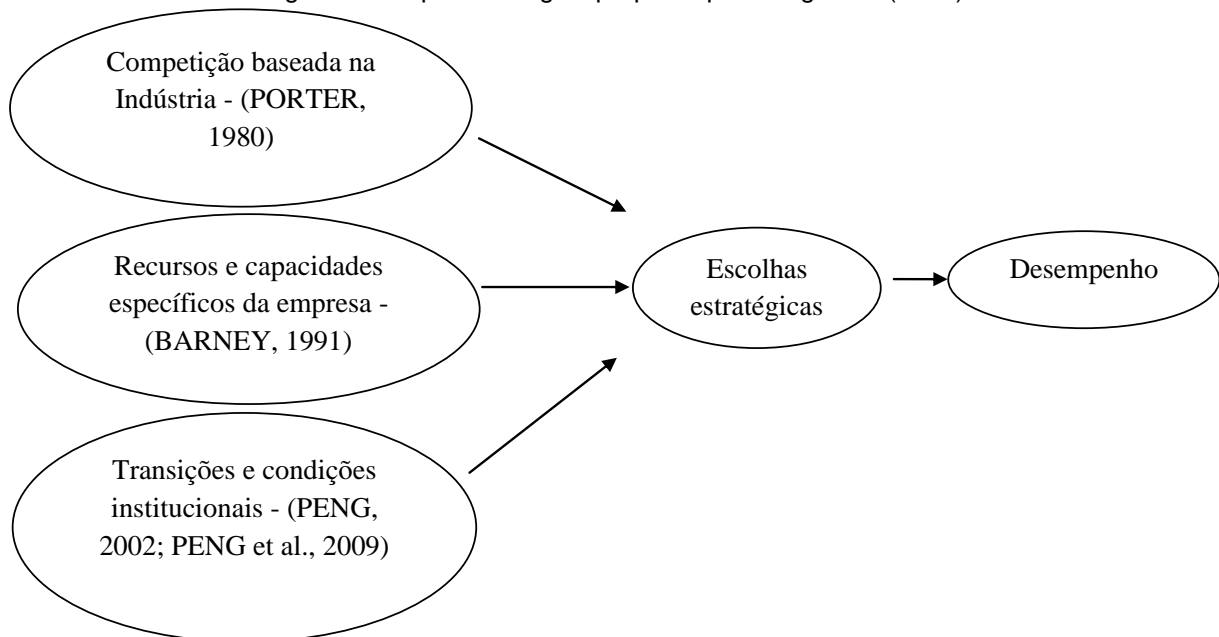 Competição baseada na
Indústria - (PORTER,
1980)
Recursos e capacidades
específicos da empresa -
(BARNEY, 1991)
Transições e condições
institucionais - (PENG,
2002; PENG et al., 2009)
Escolhas
estratégicas
Desempenho